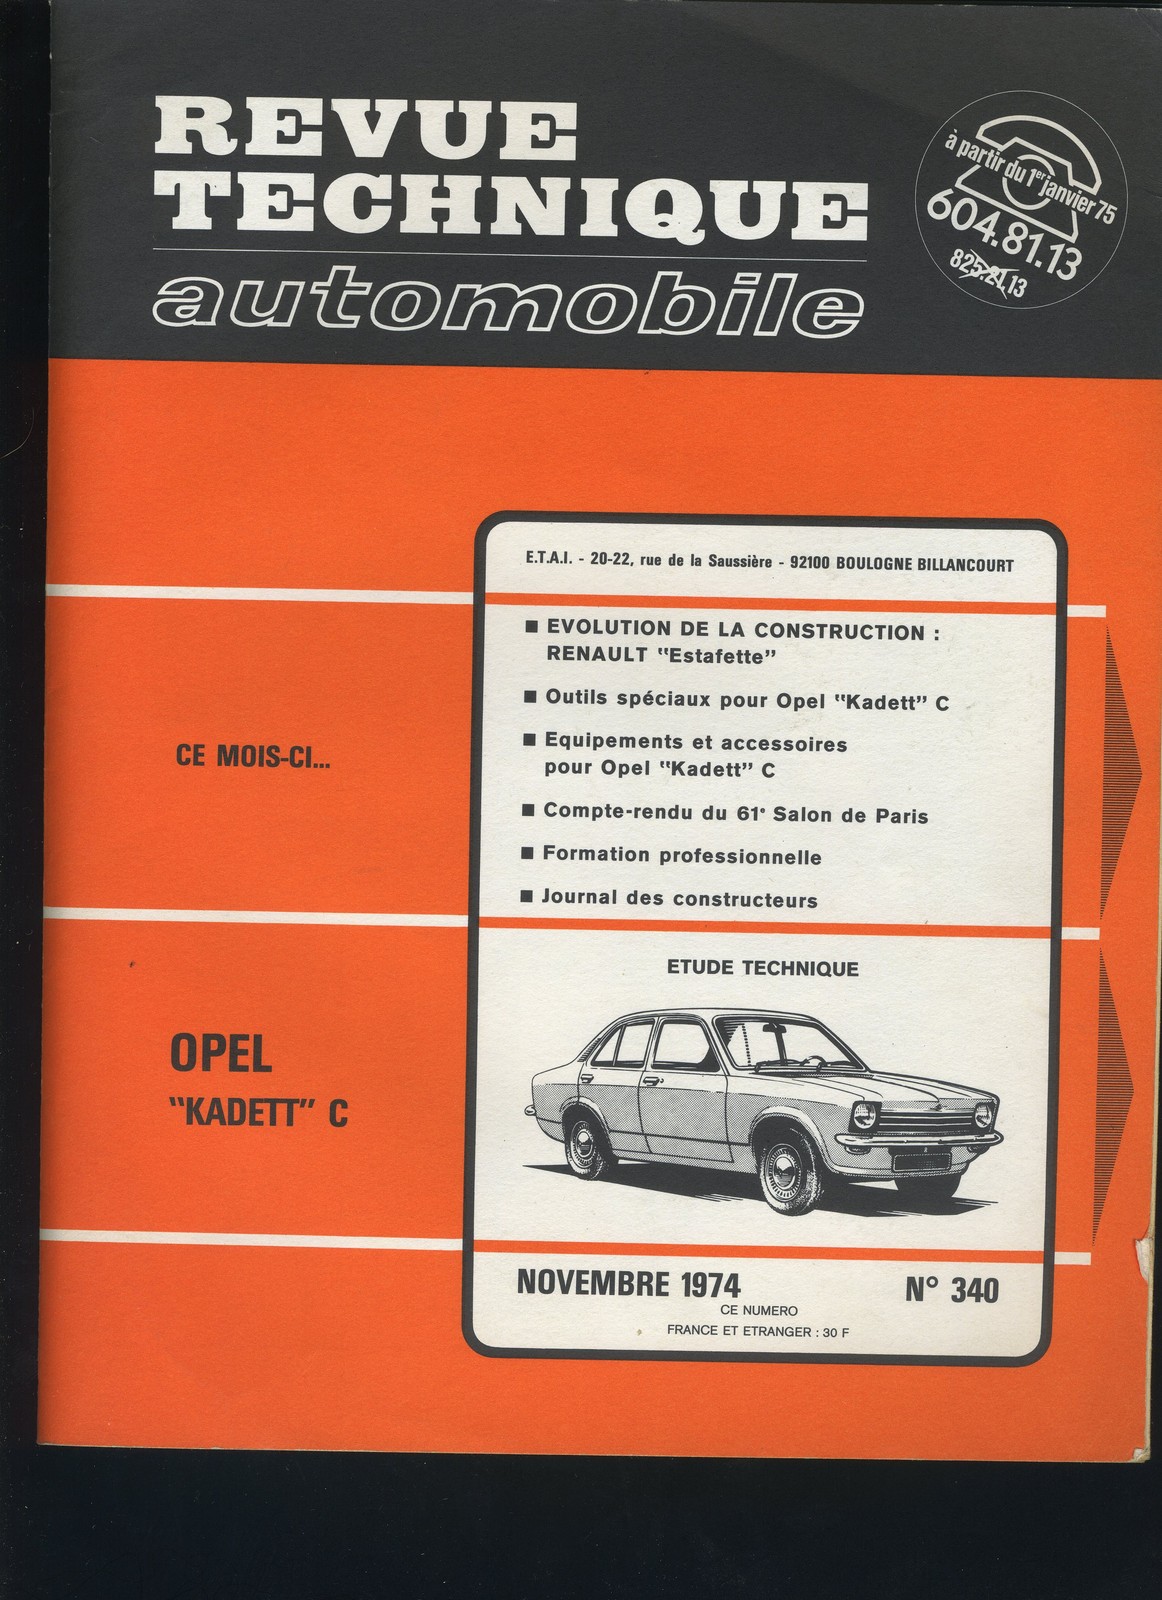 REVUE
TECHNIQUE
automobile
à partir du 1er janvier 75
604.81.13
825.21.13
E.T.A.I. - 20-22, rue de la Saussière - 92100 BOULOGNE BILLANCOURT
CE MOIS-CI...
■ EVOLUTION DE LA CONSTRUCTION :
RENAULT "Estafette"
■ Outils spéciaux pour Opel "Kadett" C
■ Equipements et accessoires
pour Opel "Kadett" C
■ Compte-rendu du 61e Salon de Paris
■ Formation professionnelle
■ Journal des constructeurs
OPEL
"KADETT" C
ETUDE TECHNIQUE
NOVEMBRE 1974
N° 340
CE NUMERO
FRANCE ET ETRANGER : 30 F